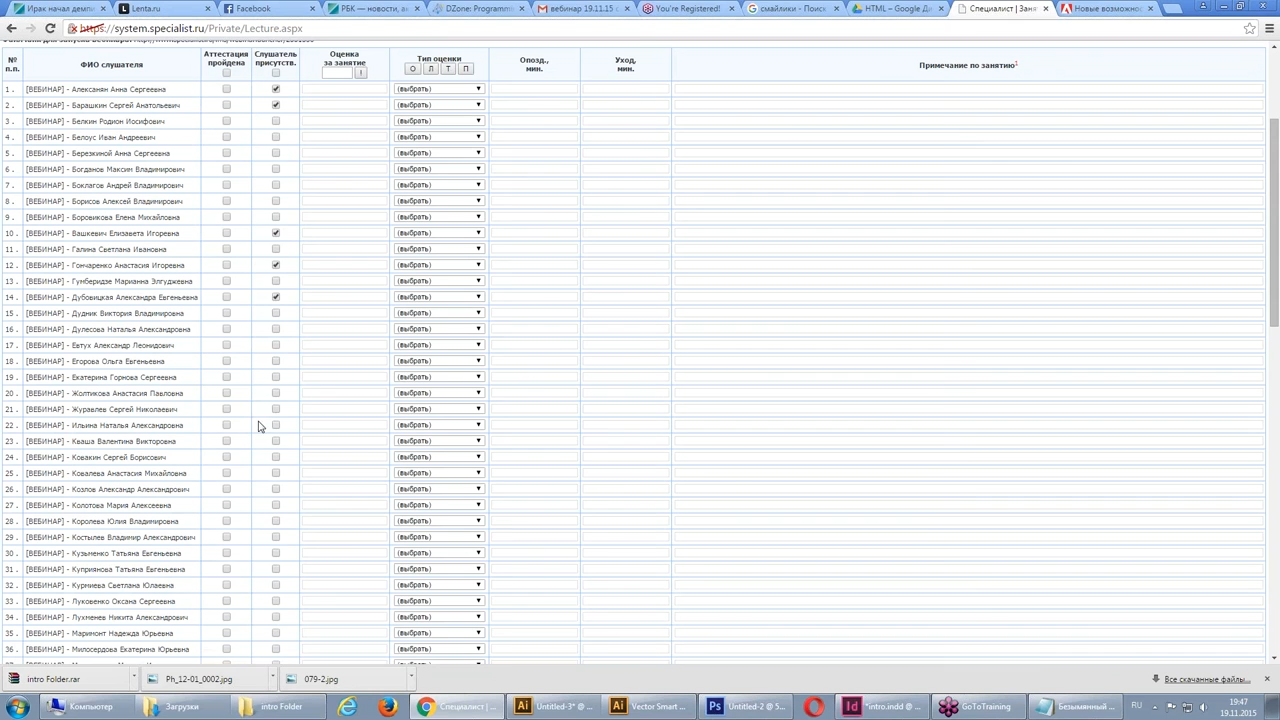 Ирак начал демпи
Lenta.ru
Facebook
РБК — новости, ак
DZone: Programm
вебинар 19.11.15 с
You're Registered!
смайлики - Поиск
HTML – Google Ди
Специалист | Заня
Новые возможнос
https://system.specialist.ru/Private/Lecture.aspx
№ п.п.
ФИО слушателя
Аттестация пройдена
Слушатель присутств.
Оценка за занятие
!
Тип оценки
О Л Т П
Опозд., мин.
Уход, мин.
Примечание по занятию
1 . [ВЕБИНАР] - Алексанян Анна Сергеевна (выбрать)
2 . [ВЕБИНАР] - Барашкин Сергей Анатольевич (выбрать)
3 . [ВЕБИНАР] - Белкин Родион Иосифович (выбрать)
4 . [ВЕБИНАР] - Белоус Иван Андреевич (выбрать)
5 . [ВЕБИНАР] - Березкиной Анна Сергеевна (выбрать)
6 . [ВЕБИНАР] - Богданов Максим Владимирович (выбрать)
7 . [ВЕБИНАР] - Боклагов Андрей Владимирович (выбрать)
8 . [ВЕБИНАР] - Борисов Алексей Владимирович (выбрать)
9 . [ВЕБИНАР] - Боровикова Елена Михайловна (выбрать)
10 . [ВЕБИНАР] - Вашкевич Елизавета Игоревна (выбрать)
11 . [ВЕБИНАР] - Галина Светлана Ивановна (выбрать)
12 . [ВЕБИНАР] - Гончаренко Анастасия Игоревна (выбрать)
13 . [ВЕБИНАР] - Гумберидзе Марианна Элгуджевна (выбрать)
14 . [ВЕБИНАР] - Дубовицкая Александра Евгеньевна (выбрать)
15 . [ВЕБИНАР] - Дудник Виктория Владимировна (выбрать)
16 . [ВЕБИНАР] - Дулесова Наталья Александровна (выбрать)
17 . [ВЕБИНАР] - Евтух Александр Леонидович (выбрать)
18 . [ВЕБИНАР] - Егорова Ольга Евгеньевна (выбрать)
19 . [ВЕБИНАР] - Екатерина Горнова Сергеевна (выбрать)
20 . [ВЕБИНАР] - Жолтикова Анастасия Павловна (выбрать)
21 . [ВЕБИНАР] - Журавлев Сергей Николаевич (выбрать)
22 . [ВЕБИНАР] - Ильина Наталья Александровна (выбрать)
23 . [ВЕБИНАР] - Кваша Валентина Викторовна (выбрать)
24 . [ВЕБИНАР] - Ковакин Сергей Борисович (выбрать)
25 . [ВЕБИНАР] - Ковалева Анастасия Михайловна (выбрать)
26 . [ВЕБИНАР] - Козлов Александр Александрович (выбрать)
27 . [ВЕБИНАР] - Колотова Мария Алексеевна (выбрать)
28 . [ВЕБИНАР] - Королева Юлия Владимировна (выбрать)
29 . [ВЕБИНАР] - Костылев Владимир Александрович (выбрать)
30 . [ВЕБИНАР] - Кузьменко Татьяна Евгеньевна (выбрать)
31 . [ВЕБИНАР] - Куприянова Татьяна Евгеньевна (выбрать)
32 . [ВЕБИНАР] - Курмиева Светлана Юлаевна (выбрать)
33 . [ВЕБИНАР] - Луковенко Оксана Сергеевна (выбрать)
34 . [ВЕБИНАР] - Лухменев Никита Александрович (выбрать)
35 . [ВЕБИНАР] - Маримонт Надежда Юрьевна (выбрать)
36 . [ВЕБИНАР] - Милосердова Екатерина Юрьевна (выбрать)
intro Folder.rar
Ph_12-01_0002.jpg
079-2.jpg
Все скачанные файлы...
Компьютер
Загрузки
intro Folder
Специалист | ...
Untitled-3* @ ...
Vector Smart ...
Untitled-2 @ 5...
*intro.indd @ ...
GoToTraining
Безымянный ...
RU
19:47
19.11.2015